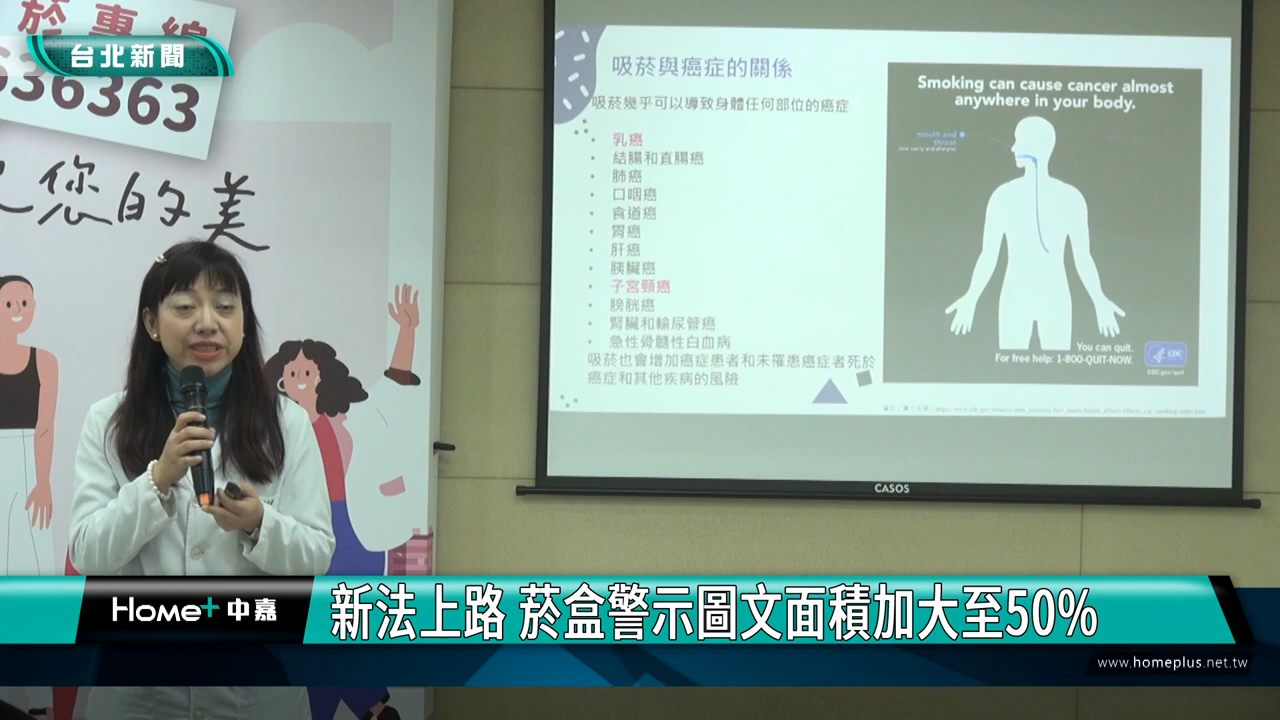 菸專線
636363
台北新聞
您的美
吸菸與癌症的關係
吸菸幾乎可以導致身體任何部位的癌症
• 乳癌
• 結腸和直腸癌
• 肺癌
• 口咽癌
• 食道癌
• 胃癌
• 肝癌
• 胰臟癌
• 子宮頸癌
• 膀胱癌
• 腎臟和輸尿管癌
• 急性骨髓性白血病
吸菸也會增加癌症患者和未罹患癌症者死於
癌症和其他疾病的風險
Smoking can cause cancer almost
anywhere in your body.
mouth and
throat
You can quit.
For free help: 1-800-QUIT-NOW.
CDC
CDC.gov/quit
CASOS
Home+ 中嘉
新法上路 菸盒警示圖文面積加大至50%
www.homeplus.net.tw